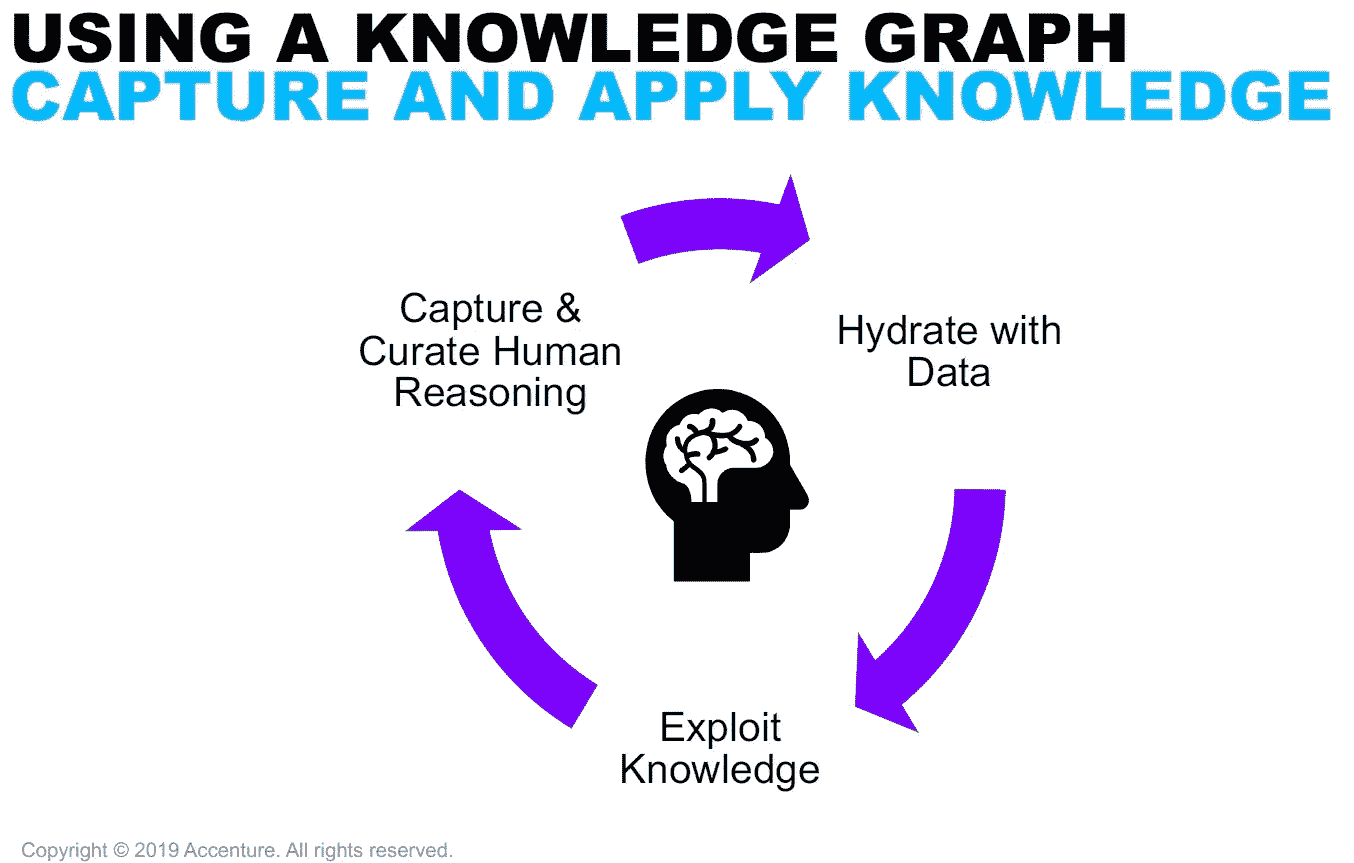 USING A KNOWLEDGE GRAPH
CAPTURE AND APPLY KNOWLEDGE
Capture &
Curate Human
Reasoning
Hydrate with
Data
Exploit
Knowledge
Copyright © 2019 Accenture. All rights reserved.